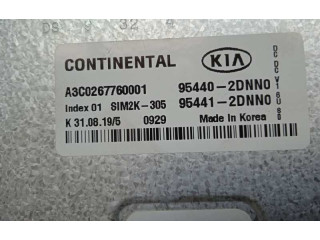 CONTINENTAL KIA
A3C0267760001 95440-2DNN0
Index 01 SIM2K-305 95441-2DNN0
K 31.08.19/5 0929 Made in Korea